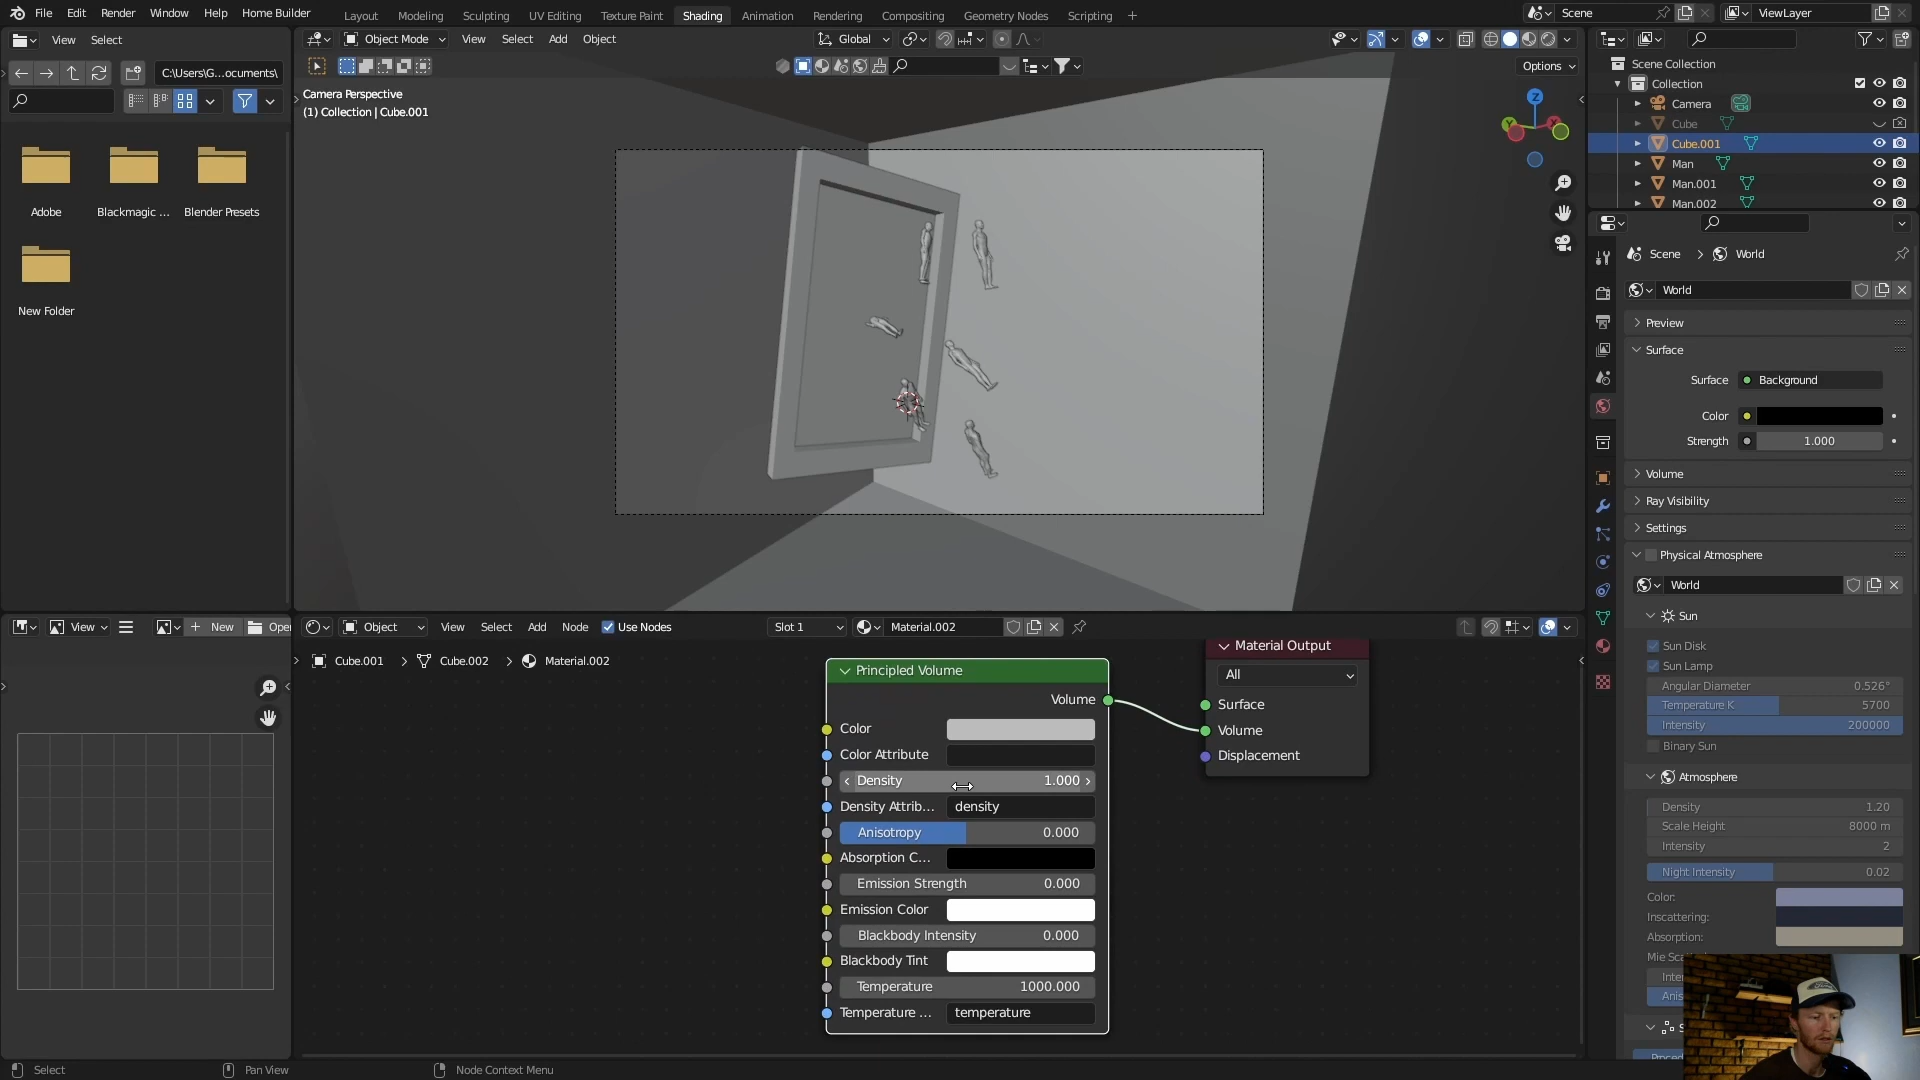 File Edit Render Window Help Home Builder
Layout Modeling Sculpting UV Editing Texture Paint Shading Animation Rendering Compositing Geometry Nodes Scripting +
Scene
ViewLayer
View Select
Object Mode View Select Add Object
Global
C:\Users\G...ocuments\
Options
Camera Perspective
(1) Collection | Cube.001
Z
Y
X
Adobe
Blackmagic ...
Blender Presets
New Folder
Scene Collection
Collection
Camera
Cube
Cube.001
Man
Man.001
Man.002
Scene > World
World
Preview
Surface
Surface Background
Color
Strength 1.000
Volume
Ray Visibility
Settings
Physical Atmosphere
World
Sun
Sun Disk
Sun Lamp
Angular Diameter 0.526°
Temperature K 5700
Intensity 200000
Binary Sun
Atmosphere
Density 1.20
Scale Height 8000 m
Intensity 2
Night Intensity 0.02
Color:
Inscattering:
Absorption:
View + New Open
Object View Select Add Node Use Nodes Slot 1 Material.002
Cube.001 > Cube.002 > Material.002
Principled Volume
Volume
Color
Color Attribute
Density 1.000
Density Attrib... density
Anisotropy 0.000
Absorption C...
Emission Strength 0.000
Emission Color
Blackbody Intensity 0.000
Blackbody Tint
Temperature 1000.000
Temperature ... temperature
Material Output
All
Surface
Volume
Displacement
Select Pan View Node Context Menu